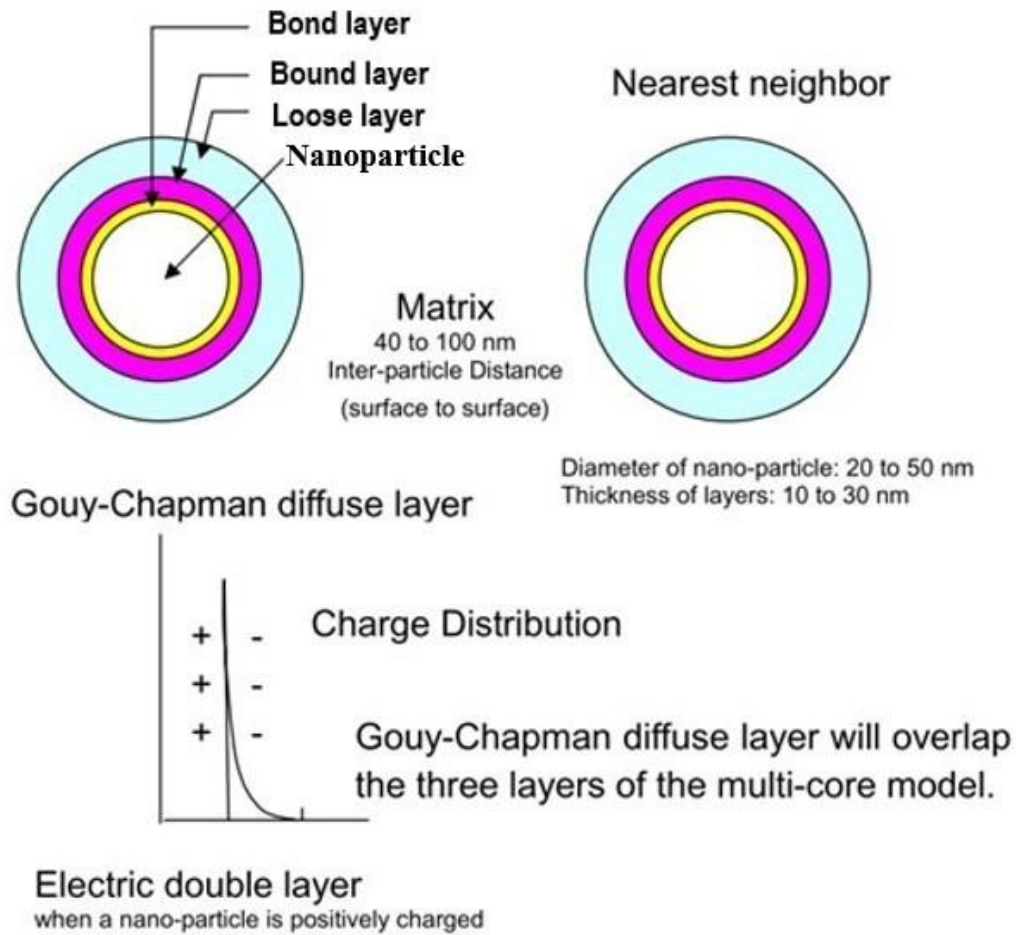 Bond layer
Bound layer
Loose layer
Nanoparticle
Nearest neighbor
Matrix
40 to 100 nm
Inter-particle Distance
(surface to surface)
Diameter of nano-particle: 20 to 50 nm
Thickness of layers: 10 to 30 nm
Gouy-Chapman diffuse layer
+ -
+ -
+ -
Charge Distribution
Gouy-Chapman diffuse layer will overlap
the three layers of the multi-core model.
Electric double layer
when a nano-particle is positively charged